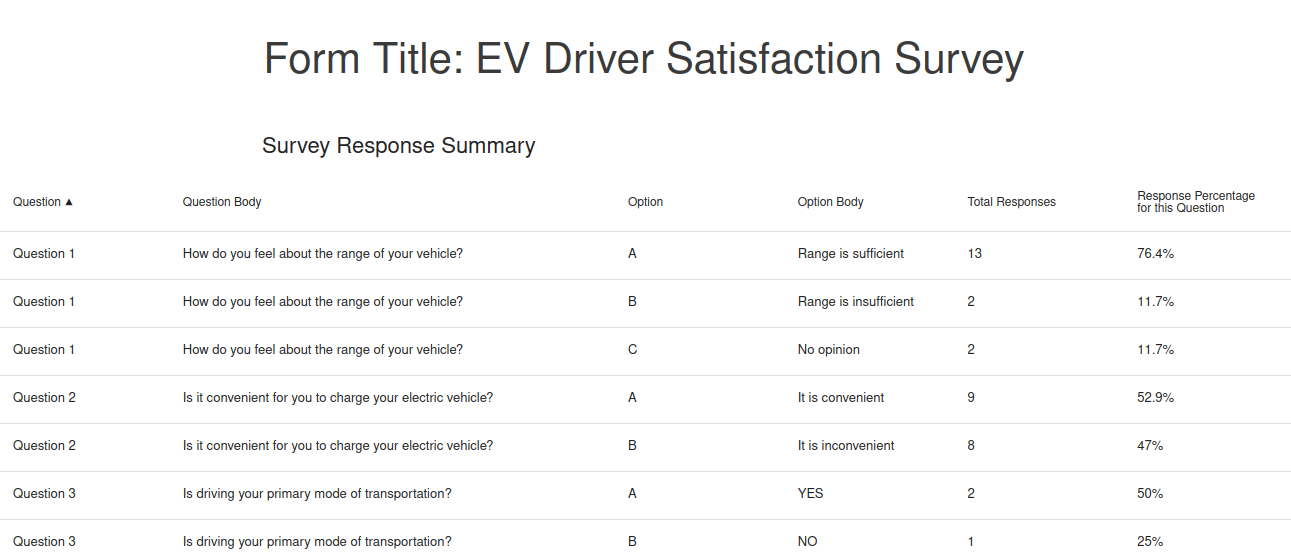 Form Title: EV Driver Satisfaction Survey
Survey Response Summary
Question ▲ Question Body Option Option Body Total Responses Response Percentage for this Question
Question 1 How do you feel about the range of your vehicle? A Range is sufficient 13 76.4%
Question 1 How do you feel about the range of your vehicle? B Range is insufficient 2 11.7%
Question 1 How do you feel about the range of your vehicle? C No opinion 2 11.7%
Question 2 Is it convenient for you to charge your electric vehicle? A It is convenient 9 52.9%
Question 2 Is it convenient for you to charge your electric vehicle? B It is inconvenient 8 47%
Question 3 Is driving your primary mode of transportation? A YES 2 50%
Question 3 Is driving your primary mode of transportation? B NO 1 25%